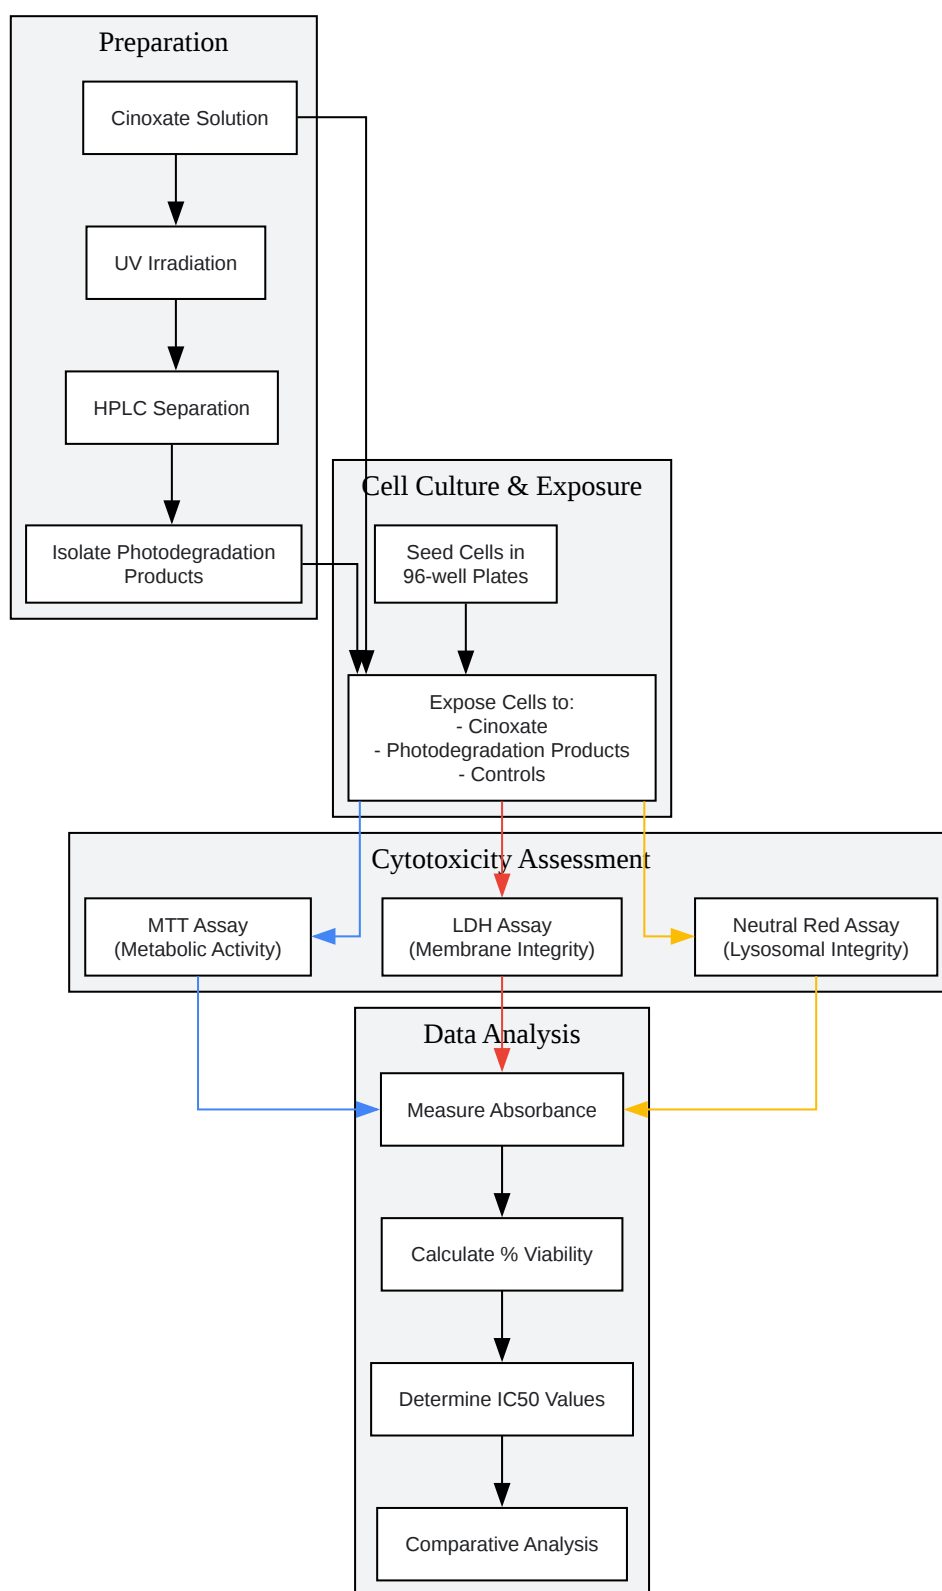 Preparation
Cinoxate Solution
UV Irradiation
HPLC Separation
Isolate Photodegradation
Products
Cell Culture & Exposure
Seed Cells in
96-well Plates
Expose Cells to:
- Cinoxate
- Photodegradation Products
- Controls
Cytotoxicity Assessment
MTT Assay
(Metabolic Activity)
LDH Assay
(Membrane Integrity)
Neutral Red Assay
(Lysosomal Integrity)
Data Analysis
Measure Absorbance
Calculate % Viability
Determine IC50 Values
Comparative Analysis